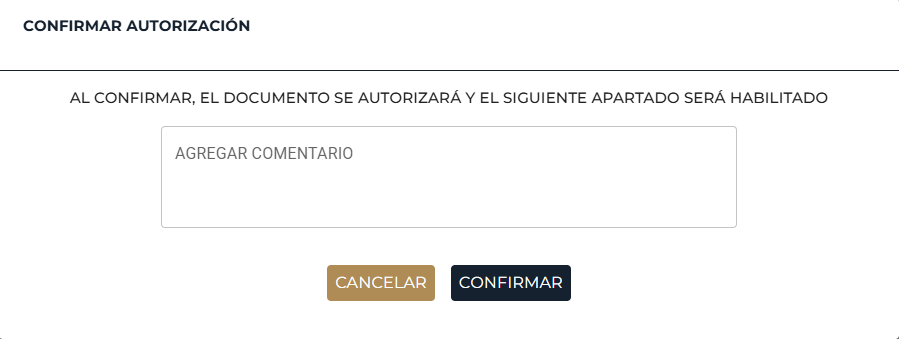 CONFIRMAR AUTORIZACIÓN
AL CONFIRMAR, EL DOCUMENTO SE AUTORIZARÁ Y EL SIGUIENTE APARTADO SERÁ HABILITADO
AGREGAR COMENTARIO
CANCELAR CONFIRMAR